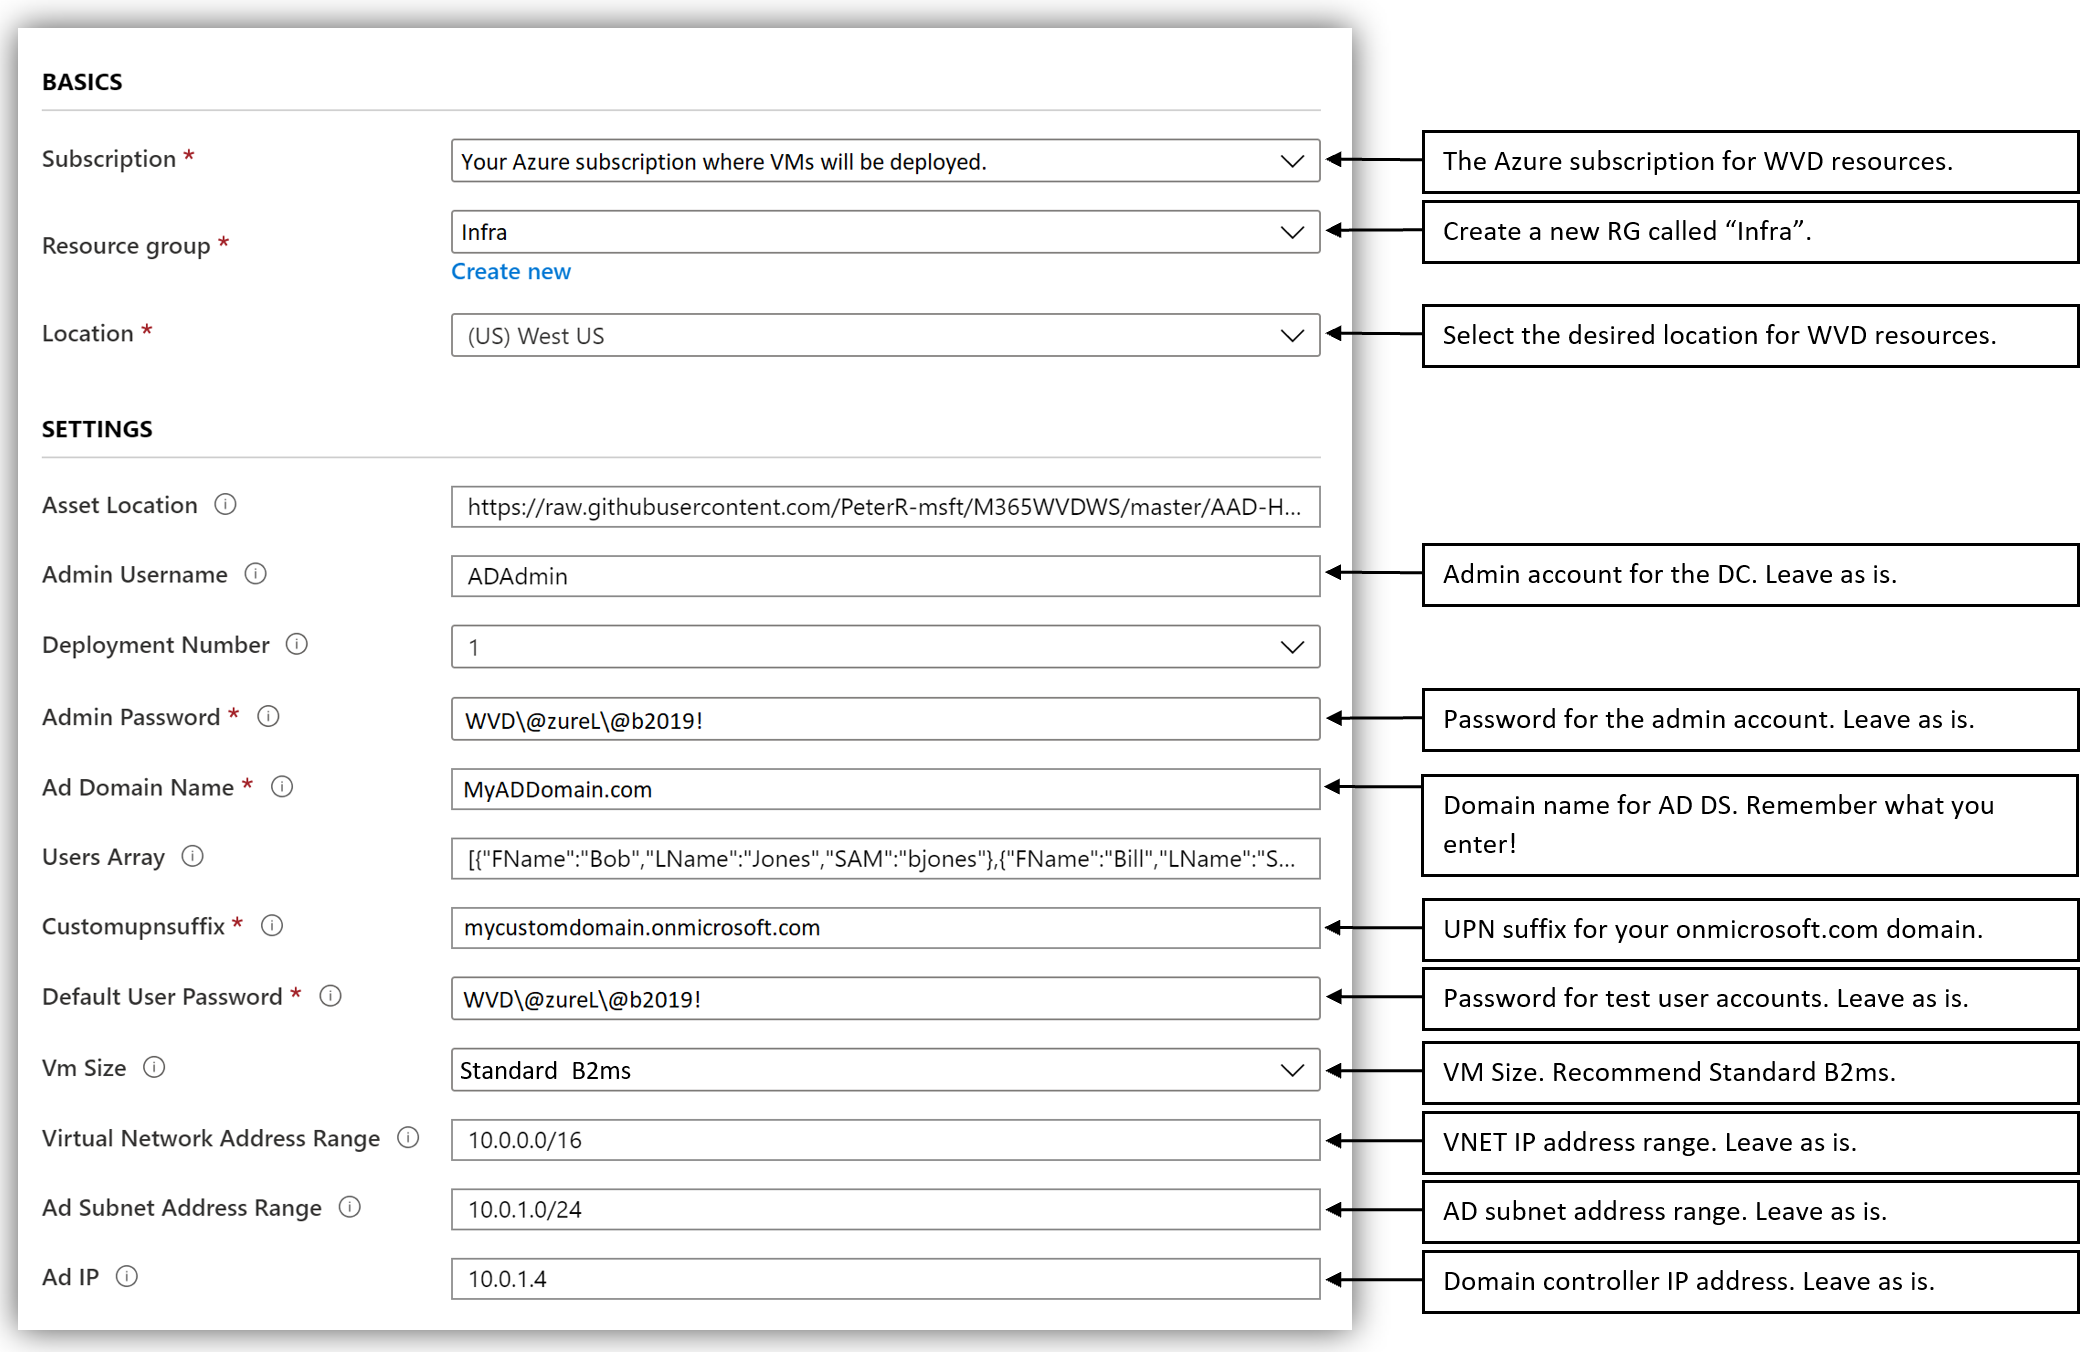 BASICS
Subscription *
Your Azure subscription where VMs will be deployed.
The Azure subscription for WVD resources.
Resource group *
Infra
Create new
Create a new RG called “Infra”.
Location *
(US) West US
Select the desired location for WVD resources.
SETTINGS
Asset Location
https://raw.githubusercontent.com/PeterR-msft/M365WVDWS/master/AAD-H...
Admin Username
ADAdmin
Admin account for the DC. Leave as is.
Deployment Number
1
Admin Password *
WVD\@zureL\@b2019!
Password for the admin account. Leave as is.
Ad Domain Name *
MyADDomain.com
Domain name for AD DS. Remember what you
enter!
Users Array
[{"FName":"Bob","LName":"Jones","SAM":"bjones"},{"FName":"Bill","LName":"S...
Customupnsuffix *
mycustomdomain.onmicrosoft.com
UPN suffix for your onmicrosoft.com domain.
Default User Password *
WVD\@zureL\@b2019!
Password for test user accounts. Leave as is.
Vm Size
Standard B2ms
VM Size. Recommend Standard B2ms.
Virtual Network Address Range
10.0.0.0/16
VNET IP address range. Leave as is.
Ad Subnet Address Range
10.0.1.0/24
AD subnet address range. Leave as is.
Ad IP
10.0.1.4
Domain controller IP address. Leave as is.